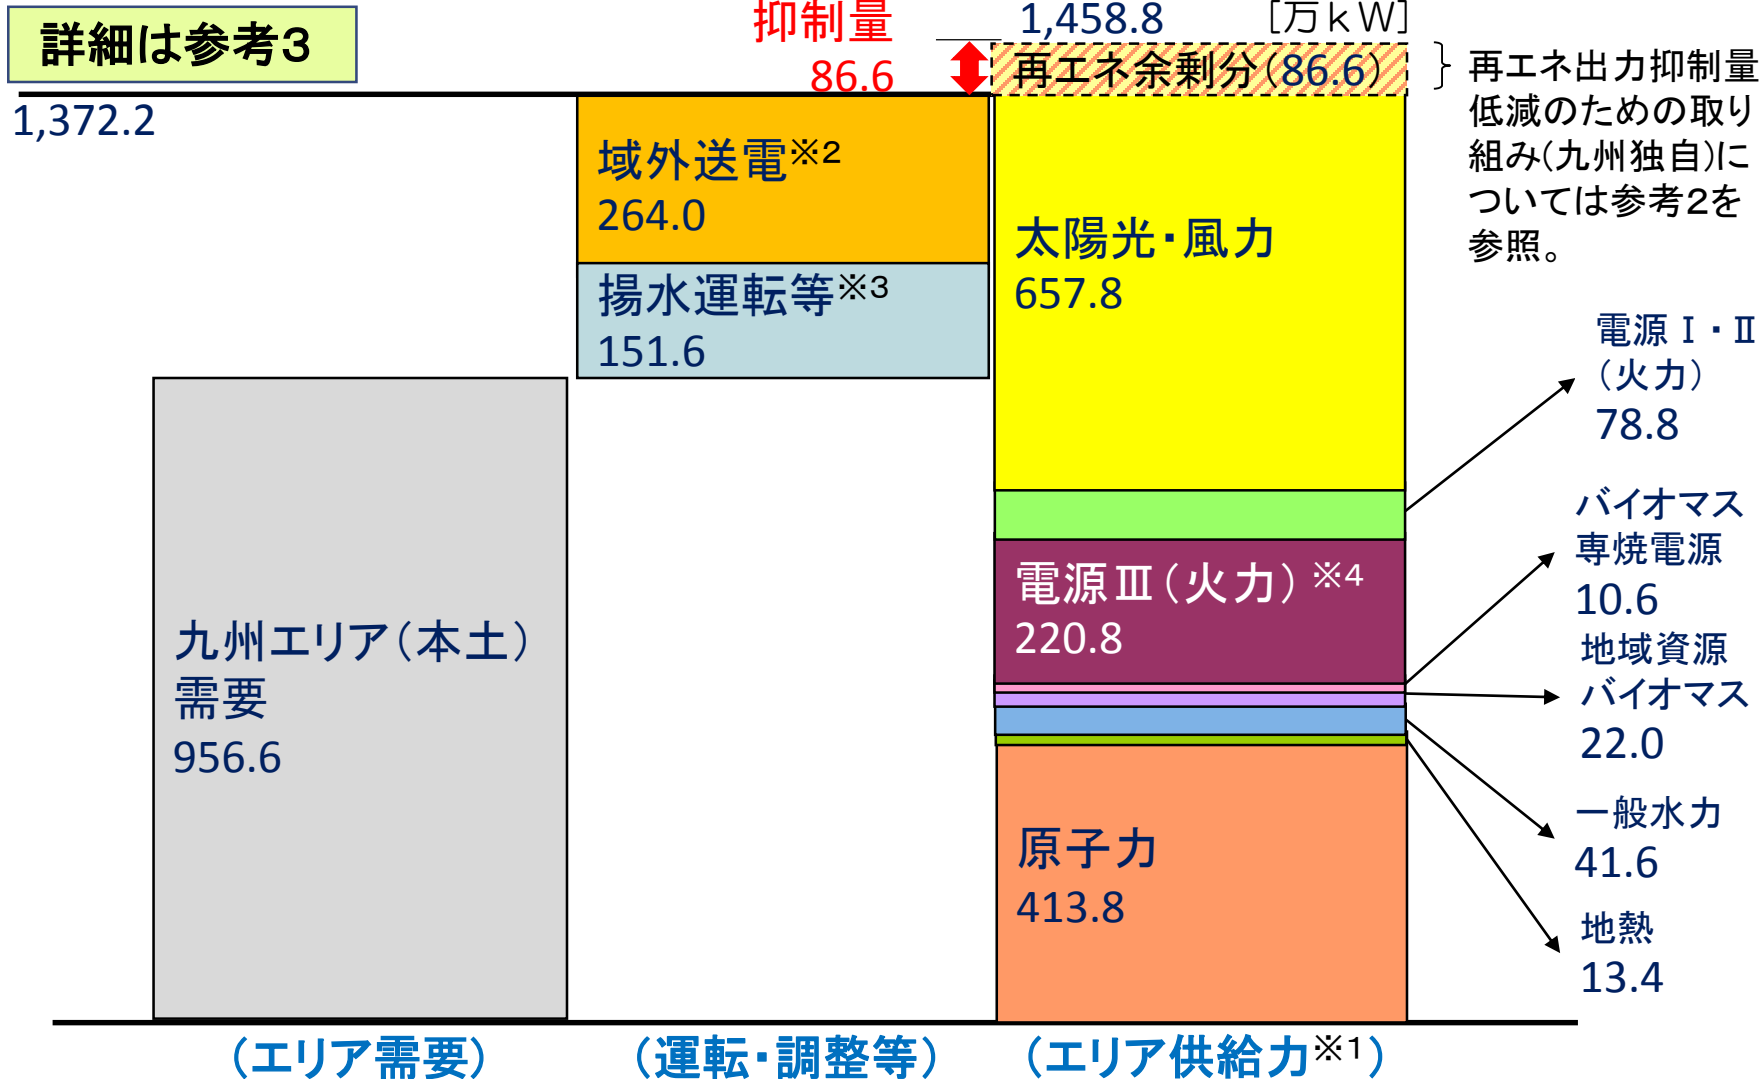 詳細は参考3
抑制量
86.6
1,458.8
[万kW]
再エネ余剰分(86.6)
1,372.2
再エネ出力抑制量
低減のための取り
組み(九州独自)に
ついては参考2を
参照。
域外送電※2
264.0
揚水運転等※3
151.6
太陽光・風力
657.8
電源Ⅰ・Ⅱ
(火力)
78.8
電源Ⅲ(火力)※4
220.8
バイオマス
専焼電源
10.6
地域資源
バイオマス
22.0
一般水力
41.6
地熱
13.4
九州エリア(本土)
需要
956.6
原子力
413.8
(エリア需要)
(運転・調整等)
(エリア供給力※1)